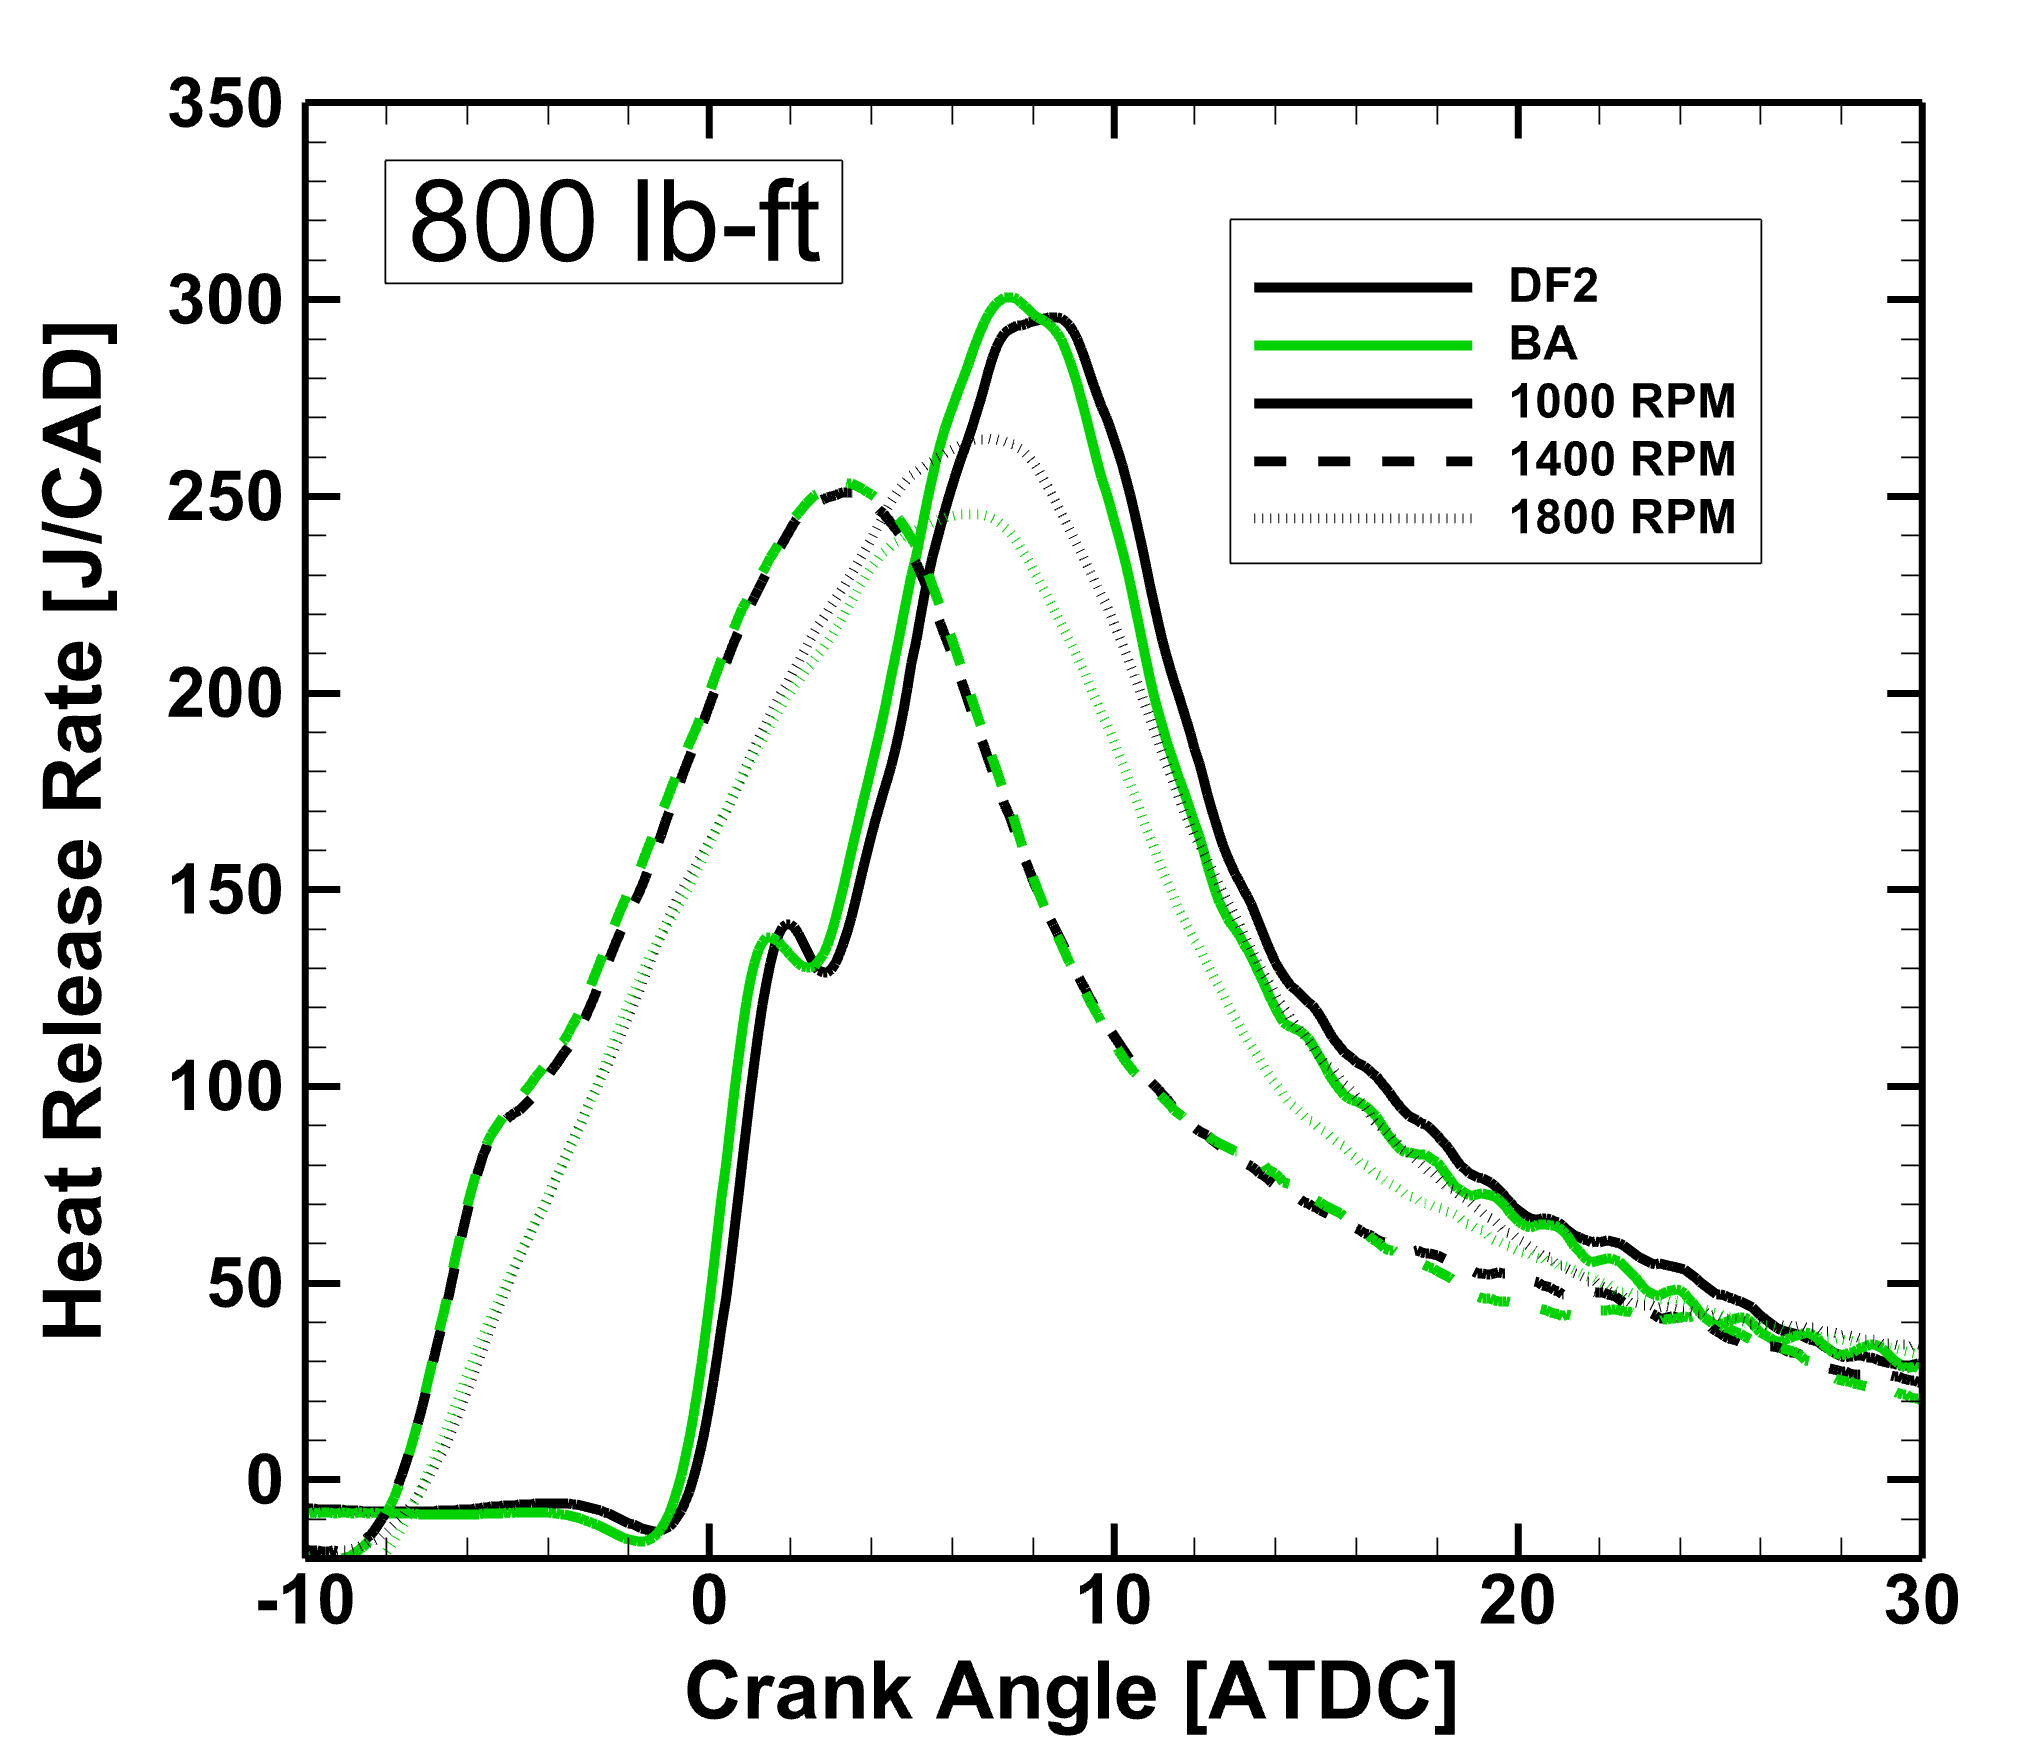 350
800 lb-ft
300
250
200
150
100
50
0
Heat Release Rate [J/CAD]
DF2
BA
1000 RPM
1400 RPM
1800 RPM
-10 0 10 20 30
Crank Angle [ATDC]